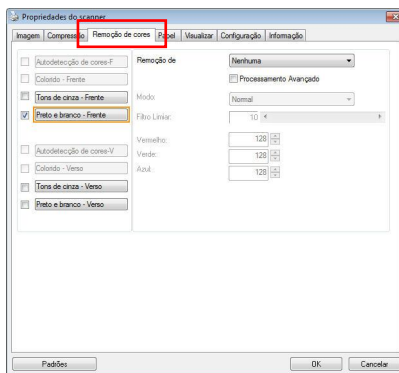 Propriedades do scanner
Imagem Compressão Remoção de cores Papel Visualizar Configuração Informação
Autodetecção de cores-F
Colorido - Frente
Tons de cinza - Frente
Preto e branco - Frente
Autodetecção de cores-V
Colorido - Verso
Tons de cinza - Verso
Preto e branco - Verso
Remoção de Nenhuma
Processamento Avançado
Modo: Normal
Filtro Limiar: 10
Vermelho: 128
Verde: 128
Azul: 128
Padrões OK Cancelar